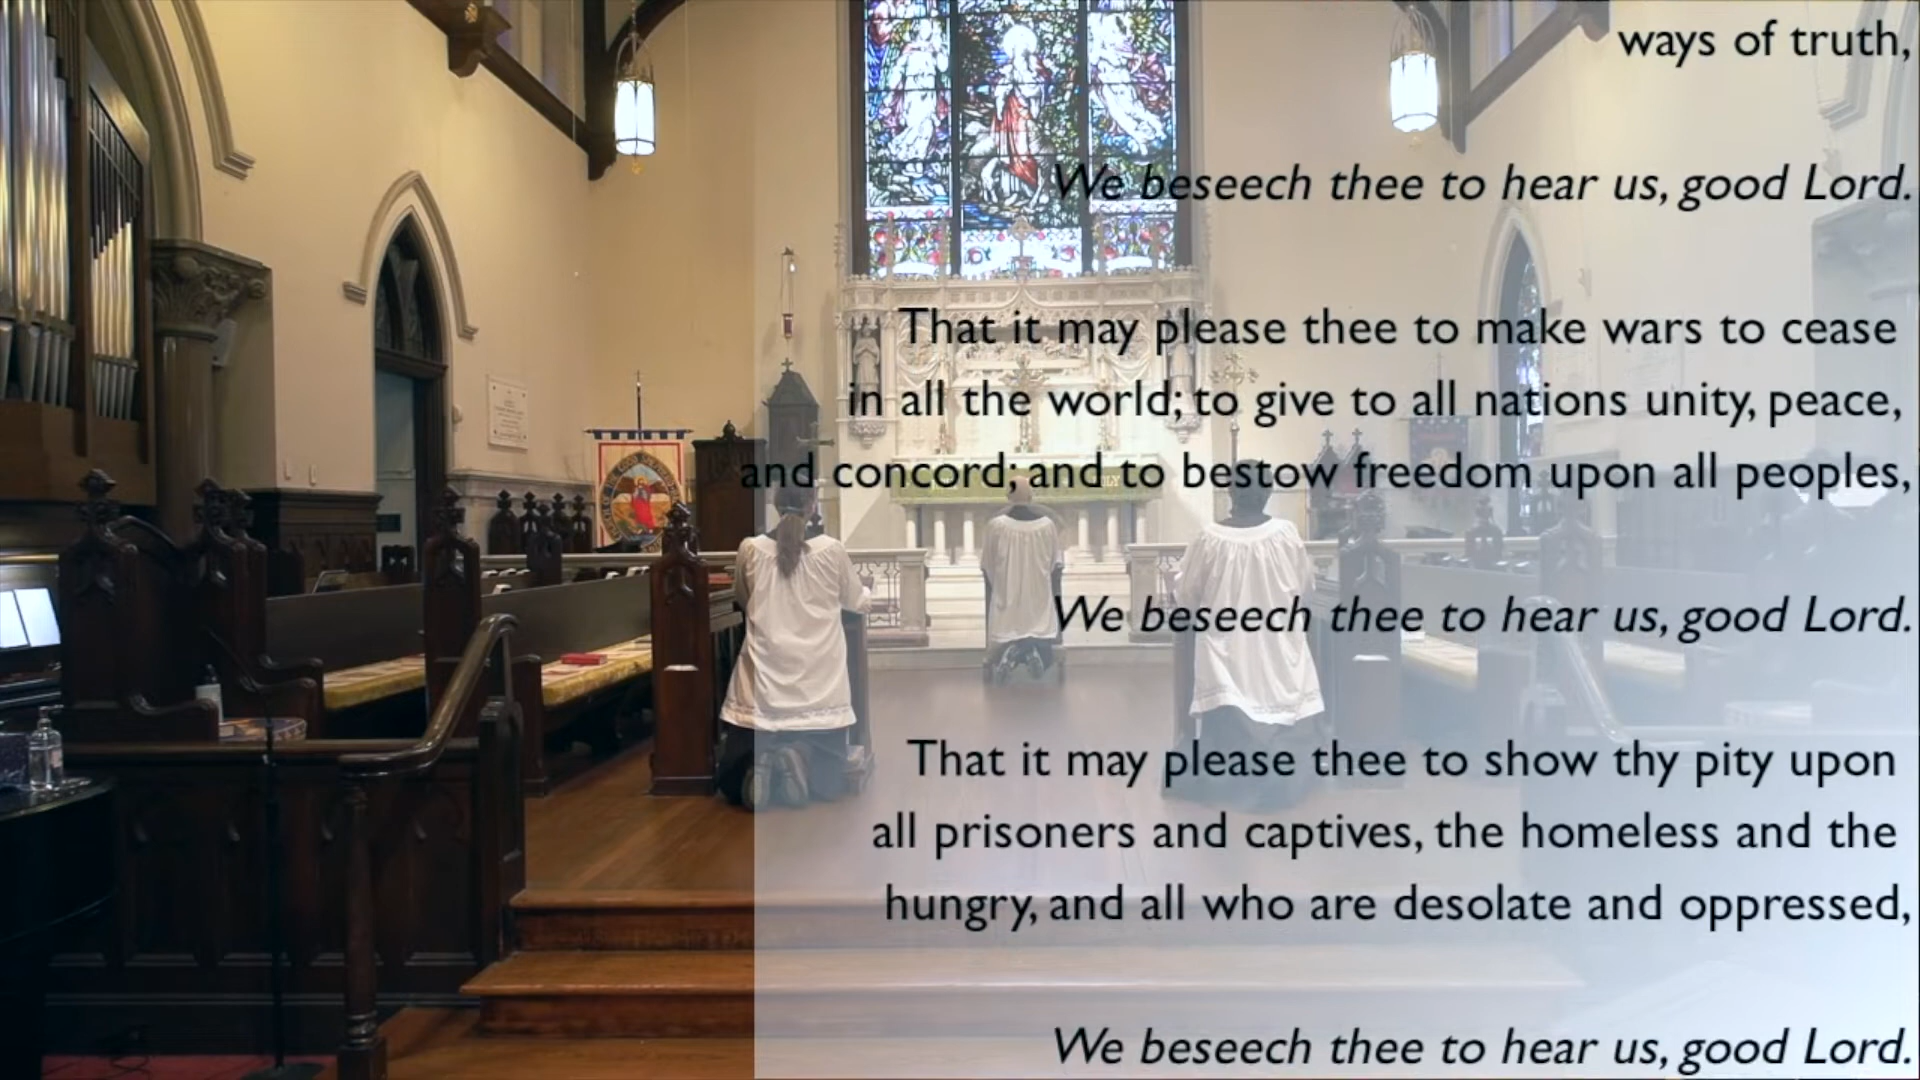 ways of truth,
We beseech thee to hear us, good Lord.
That it may please thee to make wars to cease
in all the world; to give to all nations unity, peace,
and concord; and to bestow freedom upon all peoples,
We beseech thee to hear us, good Lord.
That it may please thee to show thy pity upon
all prisoners and captives, the homeless and the
hungry, and all who are desolate and oppressed,
We beseech thee to hear us, good Lord.